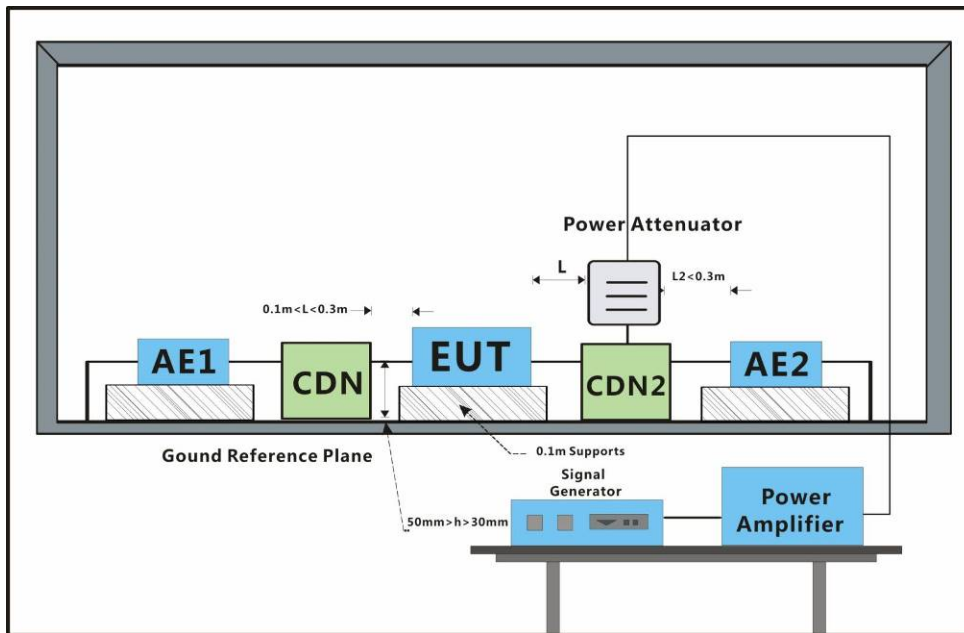 Power Attenuator
L
L2<0.3m
0.1m<L<0.3m
AE1
CDN
EUT
CDN2
AE2
Gound Reference Plane
0.1m Supports
Signal
Generator
50mm>h>30mm
Power
Amplifier